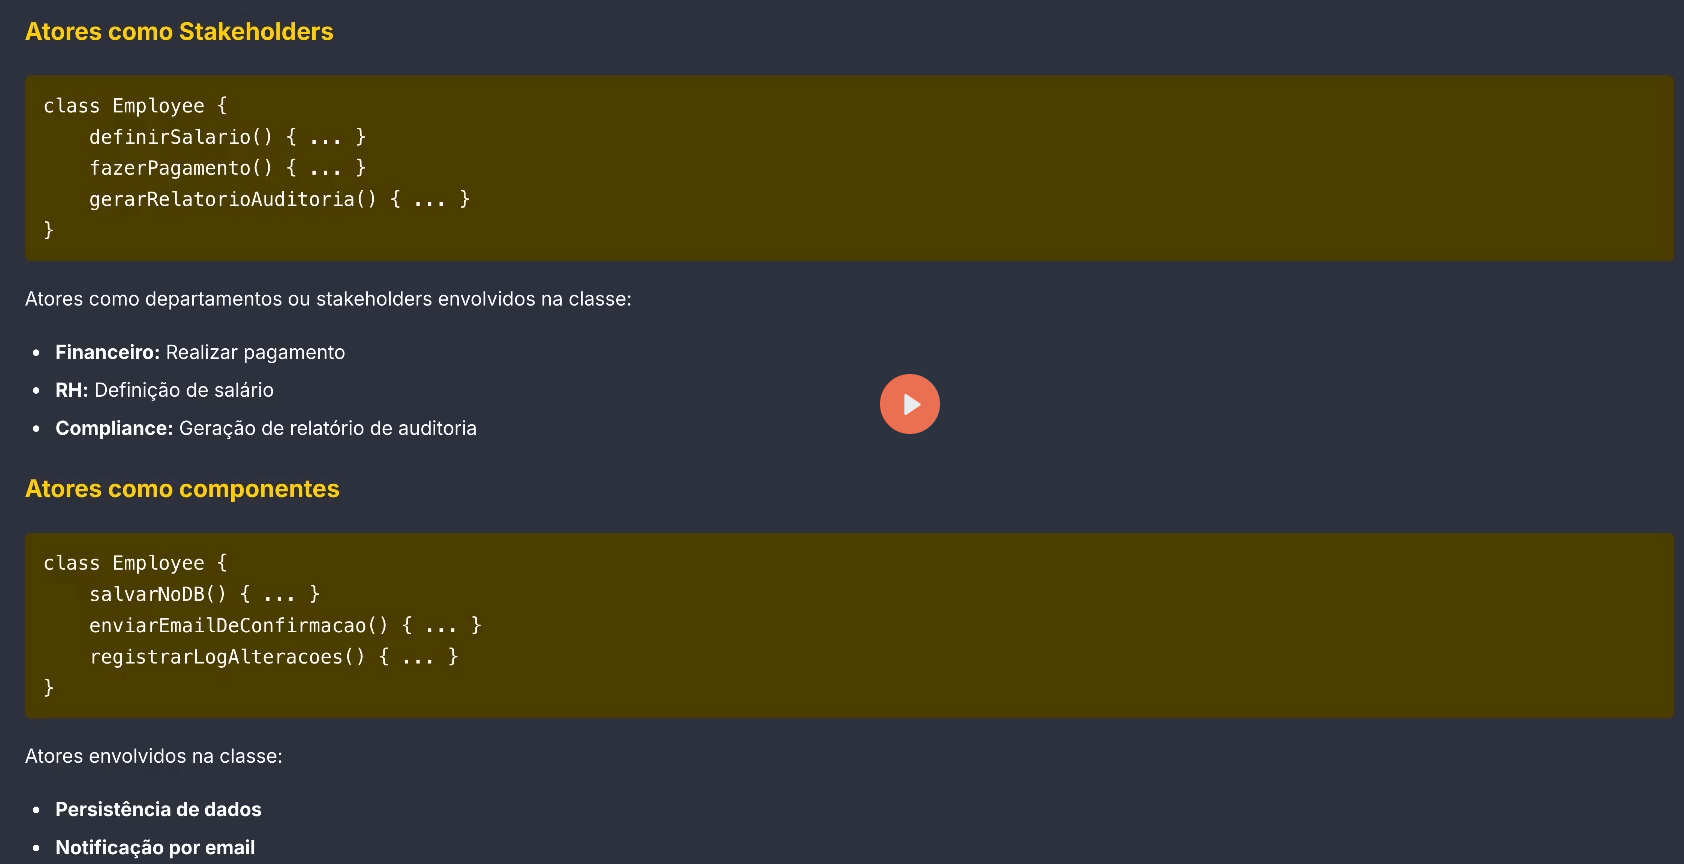 Atores como Stakeholders
class Employee {
    definirSalario() { ... }
    fazerPagamento() { ... }
    gerarRelatorioAuditoria() { ... }
}
Atores como departamentos ou stakeholders envolvidos na classe:
• Financeiro: Realizar pagamento
• RH: Definição de salário
• Compliance: Geração de relatório de auditoria
Atores como componentes
class Employee {
    salvarNoDB() { ... }
    enviarEmailDeConfirmacao() { ... }
    registrarLogAlteracoes() { ... }
}
Atores envolvidos na classe:
• Persistência de dados
• Notificação por email